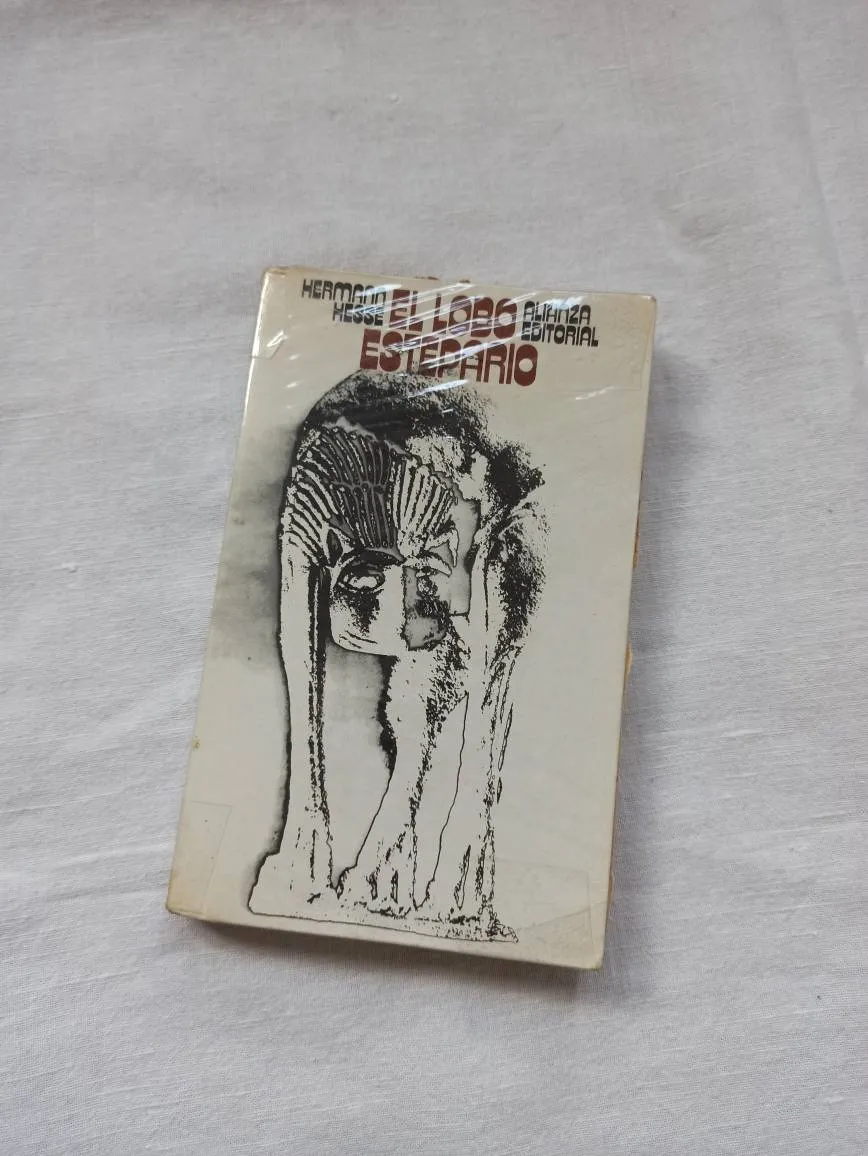 HERMANN
HESSE
EL LOBO
ESTEPARIO
ALIANZA
EDITORIAL